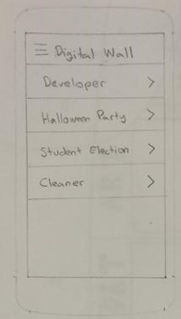 Digital Wall
Developer
Halloween Party
Student Election
Cleaner